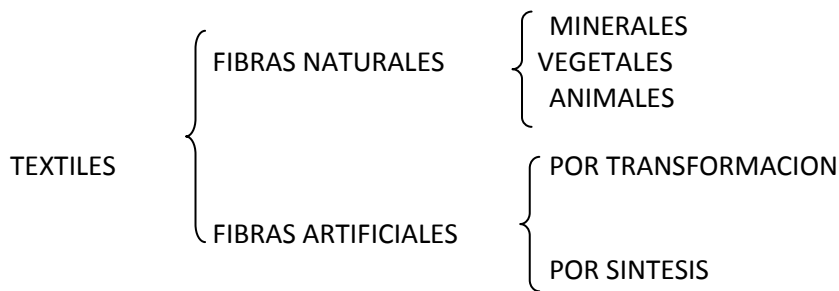 MINERALES
FIBRAS NATURALES
VEGETALES
ANIMALES
TEXTILES
POR TRANSFORMACION
FIBRAS ARTIFICIALES
POR SINTESIS